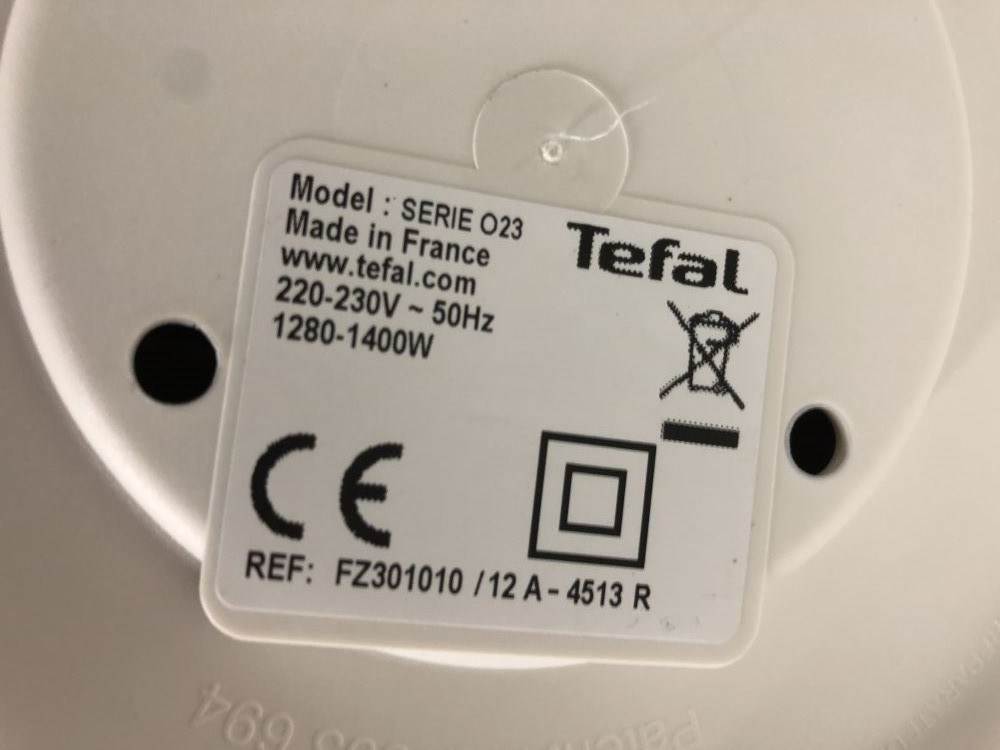 Model : SERIE O23
Made in France
www.tefal.com
220-230V ~ 50Hz
1280-1400W
Tefal
CE
REF: FZ301010 /12 A - 4513 R
694